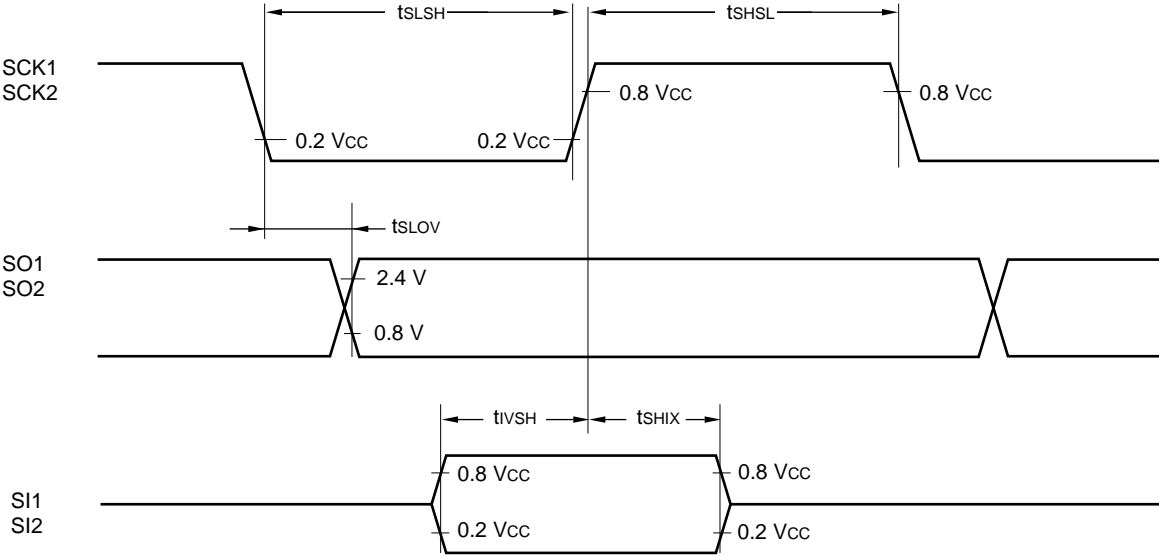 tSLSH
tSHSL
SCK1
SCK2
0.8 VCC
0.8 VCC
0.2 VCC
0.2 VCC
tSLOV
SO1
SO2
2.4 V
0.8 V
tIVSH
tSHIX
0.8 VCC
0.8 VCC
SI1
SI2
0.2 VCC
0.2 VCC